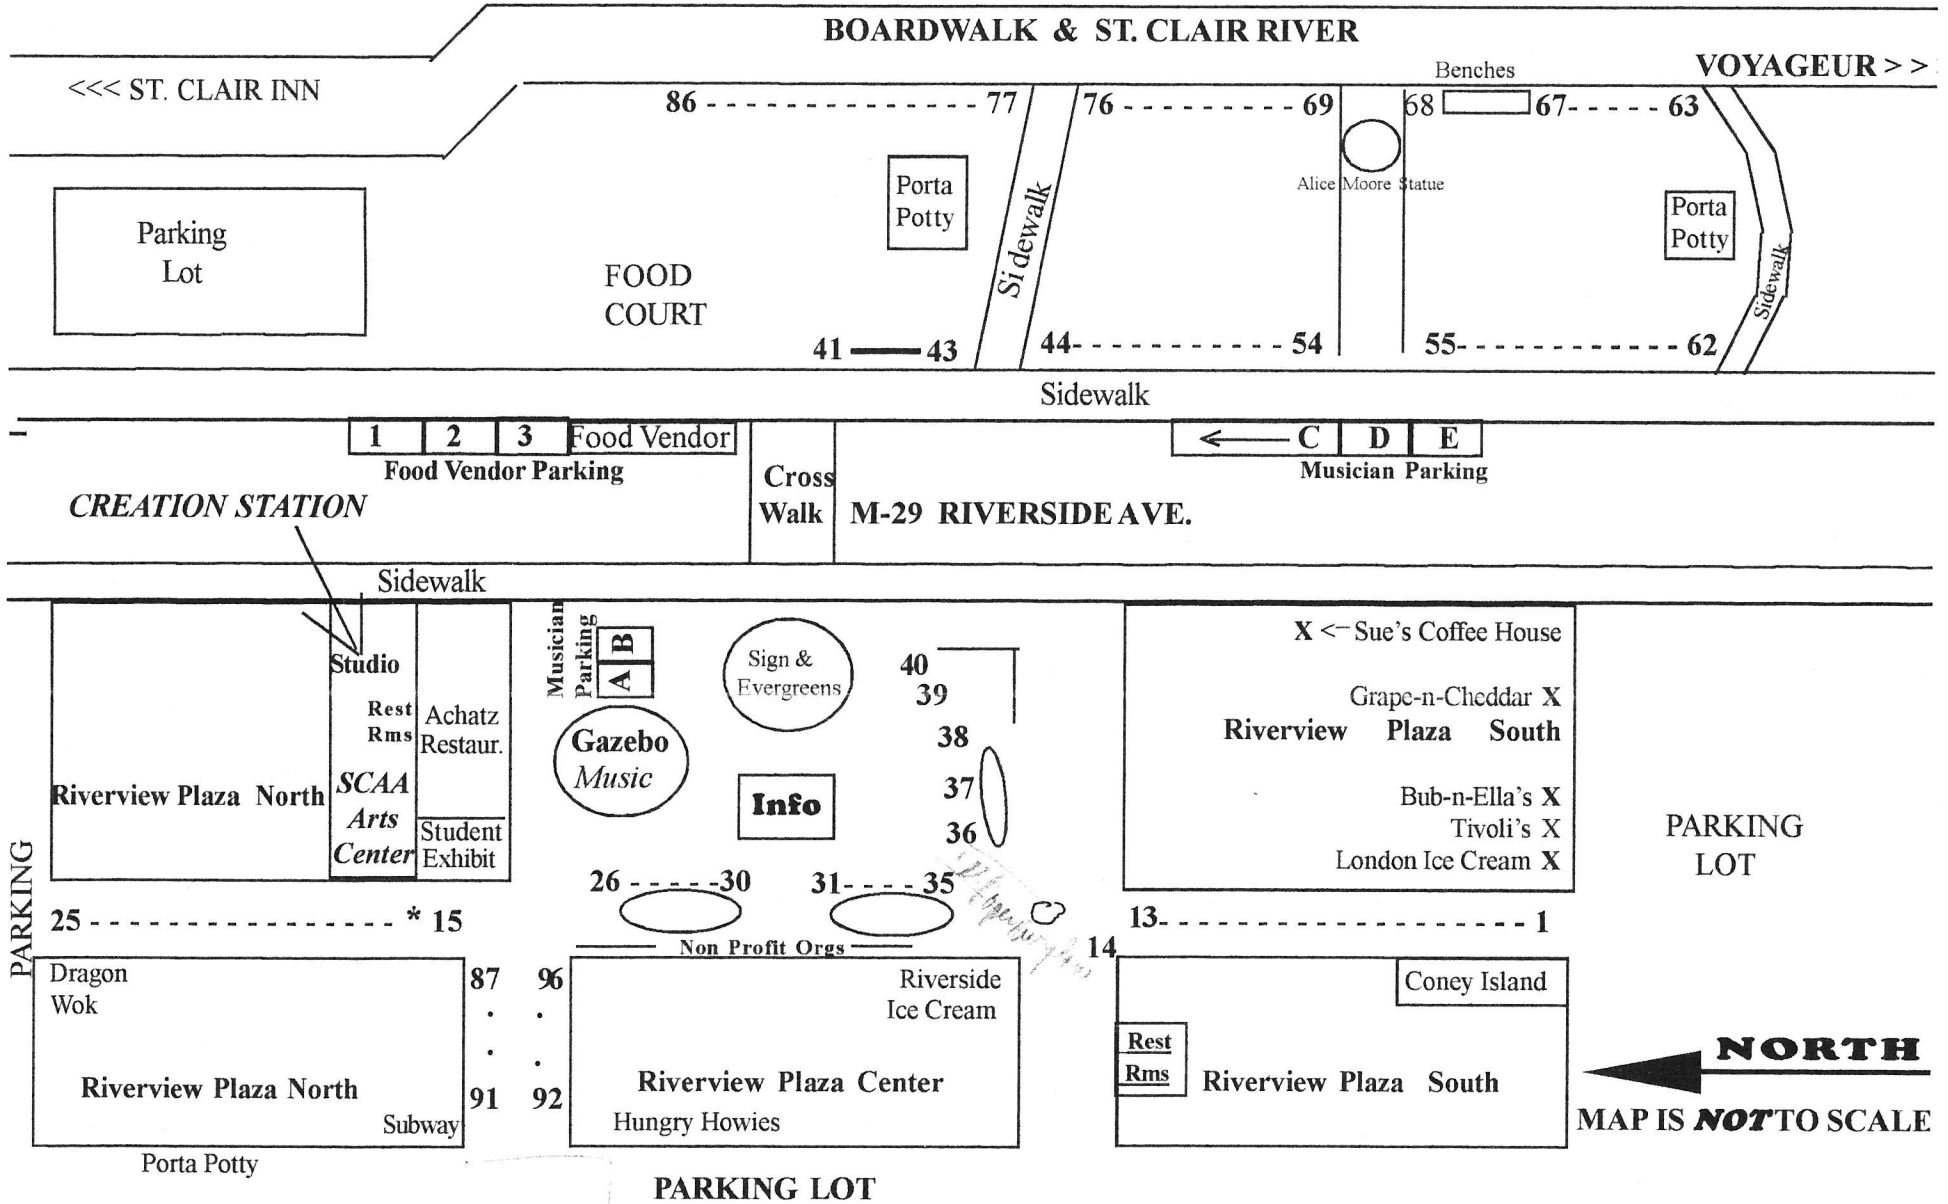 BOARDWALK & ST. CLAIR RIVER
<<< ST. CLAIR INN
VOYAGEUR > >
Benches
86 - - - - - - - - - - - - - 77
76 - - - - - - - - - - 69
68
67 - - - - - 63
Alice Moore Statue
Parking
Lot
Porta
Potty
Sidewalk
Porta
Potty
Sidewalk
FOOD
COURT
41 —— 43
44 - - - - - - - - - - - 54
55 - - - - - - - - - - - 62
Sidewalk
1 2 3 Food Vendor
Food Vendor Parking
C D E
Musician Parking
CREATION STATION
Cross
Walk
M-29 RIVERSIDE AVE.
Sidewalk
Studio
Rest
Rms
SCAA
Arts
Center
Achatz
Restaur.
Student
Exhibit
Riverview Plaza North
Musician
Parking
A B
Sign &
Evergreens
Gazebo
Music
Info
40
39
38
37
36
X <– Sue's Coffee House
Grape-n-Cheddar X
Riverview Plaza South
Bub-n-Ella's X
Tivoli's X
London Ice Cream X
PARKING
LOT
PARKING
26 - - - - - 30
31 - - - - 35
25 - - - - - - - - - - - - - - - * 15
Non Profit Orgs
13 - - - - - - - - - - - - - - - - - 1
14
Dragon
Wok
Riverview Plaza North
Subway
Porta Potty
87 96
. .
. .
91 92
Riverside
Ice Cream
Riverview Plaza Center
Hungry Howies
Coney Island
Rest
Rms
Riverview Plaza South
NORTH
MAP IS NOT TO SCALE
PARKING LOT